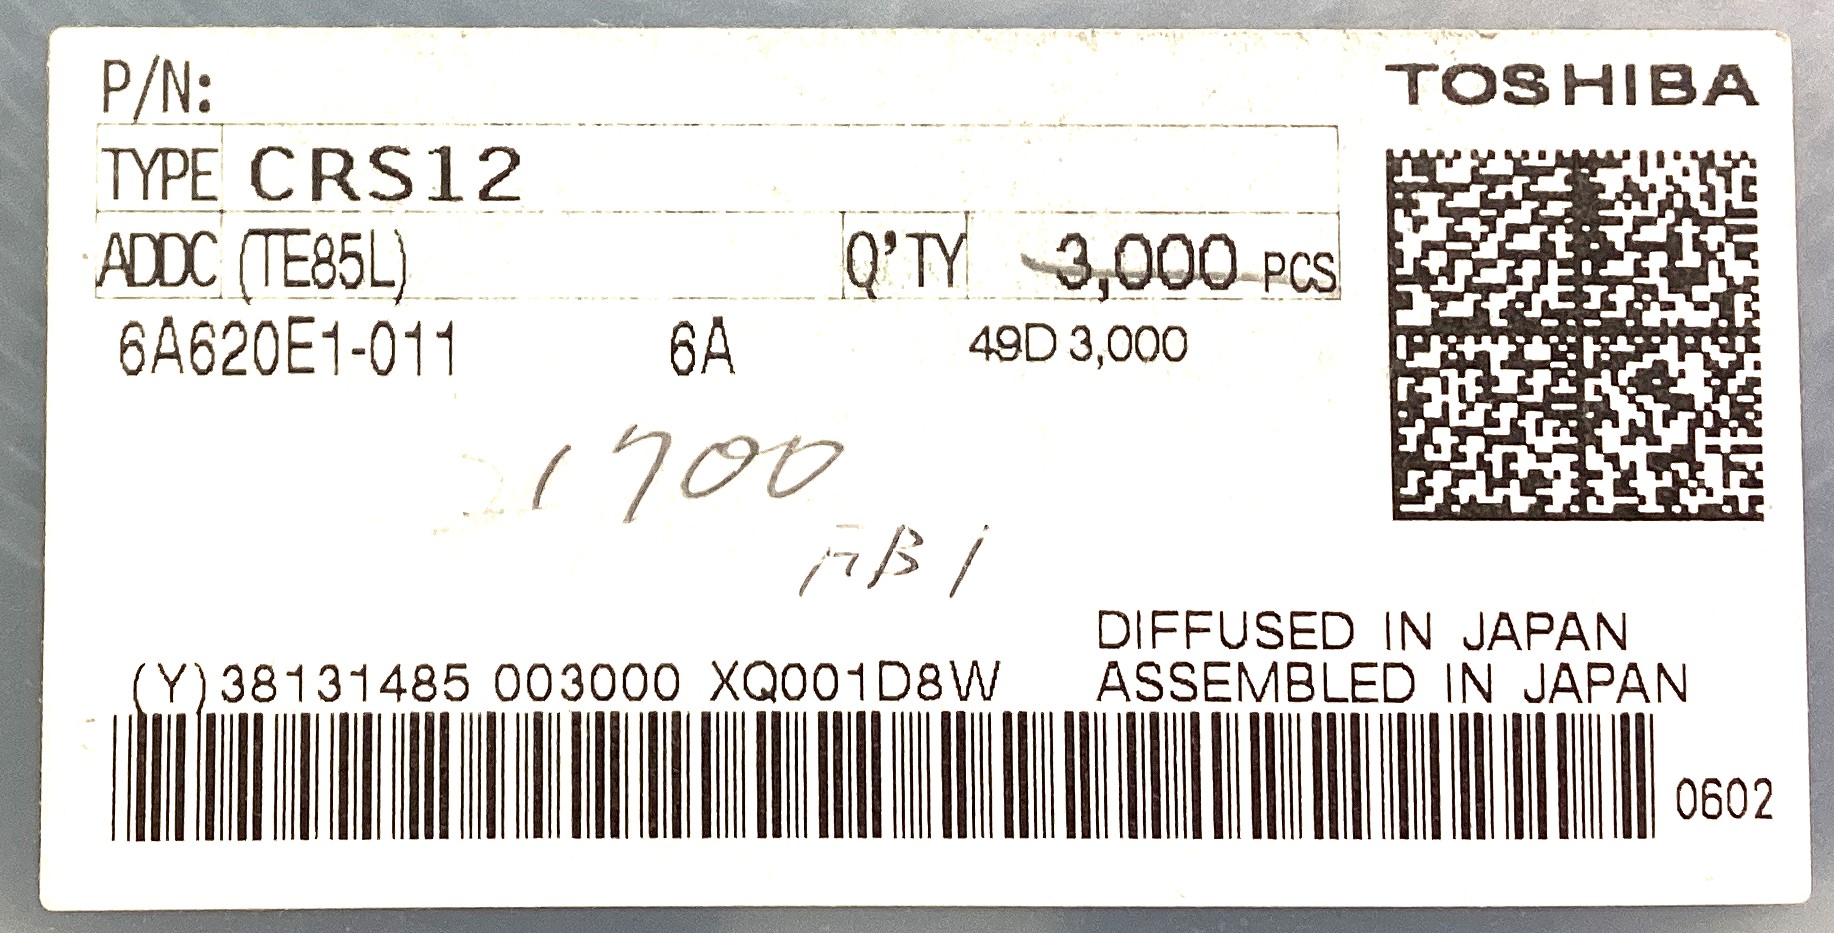 P/N:
TOSHIBA
TYPE CRS12
ADDC (TE85L) Q'TY 3,000 PCS
6A620E1-011 6A 49D 3,000
1700
DIFFUSED IN JAPAN
ASSEMBLED IN JAPAN
(Y)38131485 003000 XQ001D8W
0602